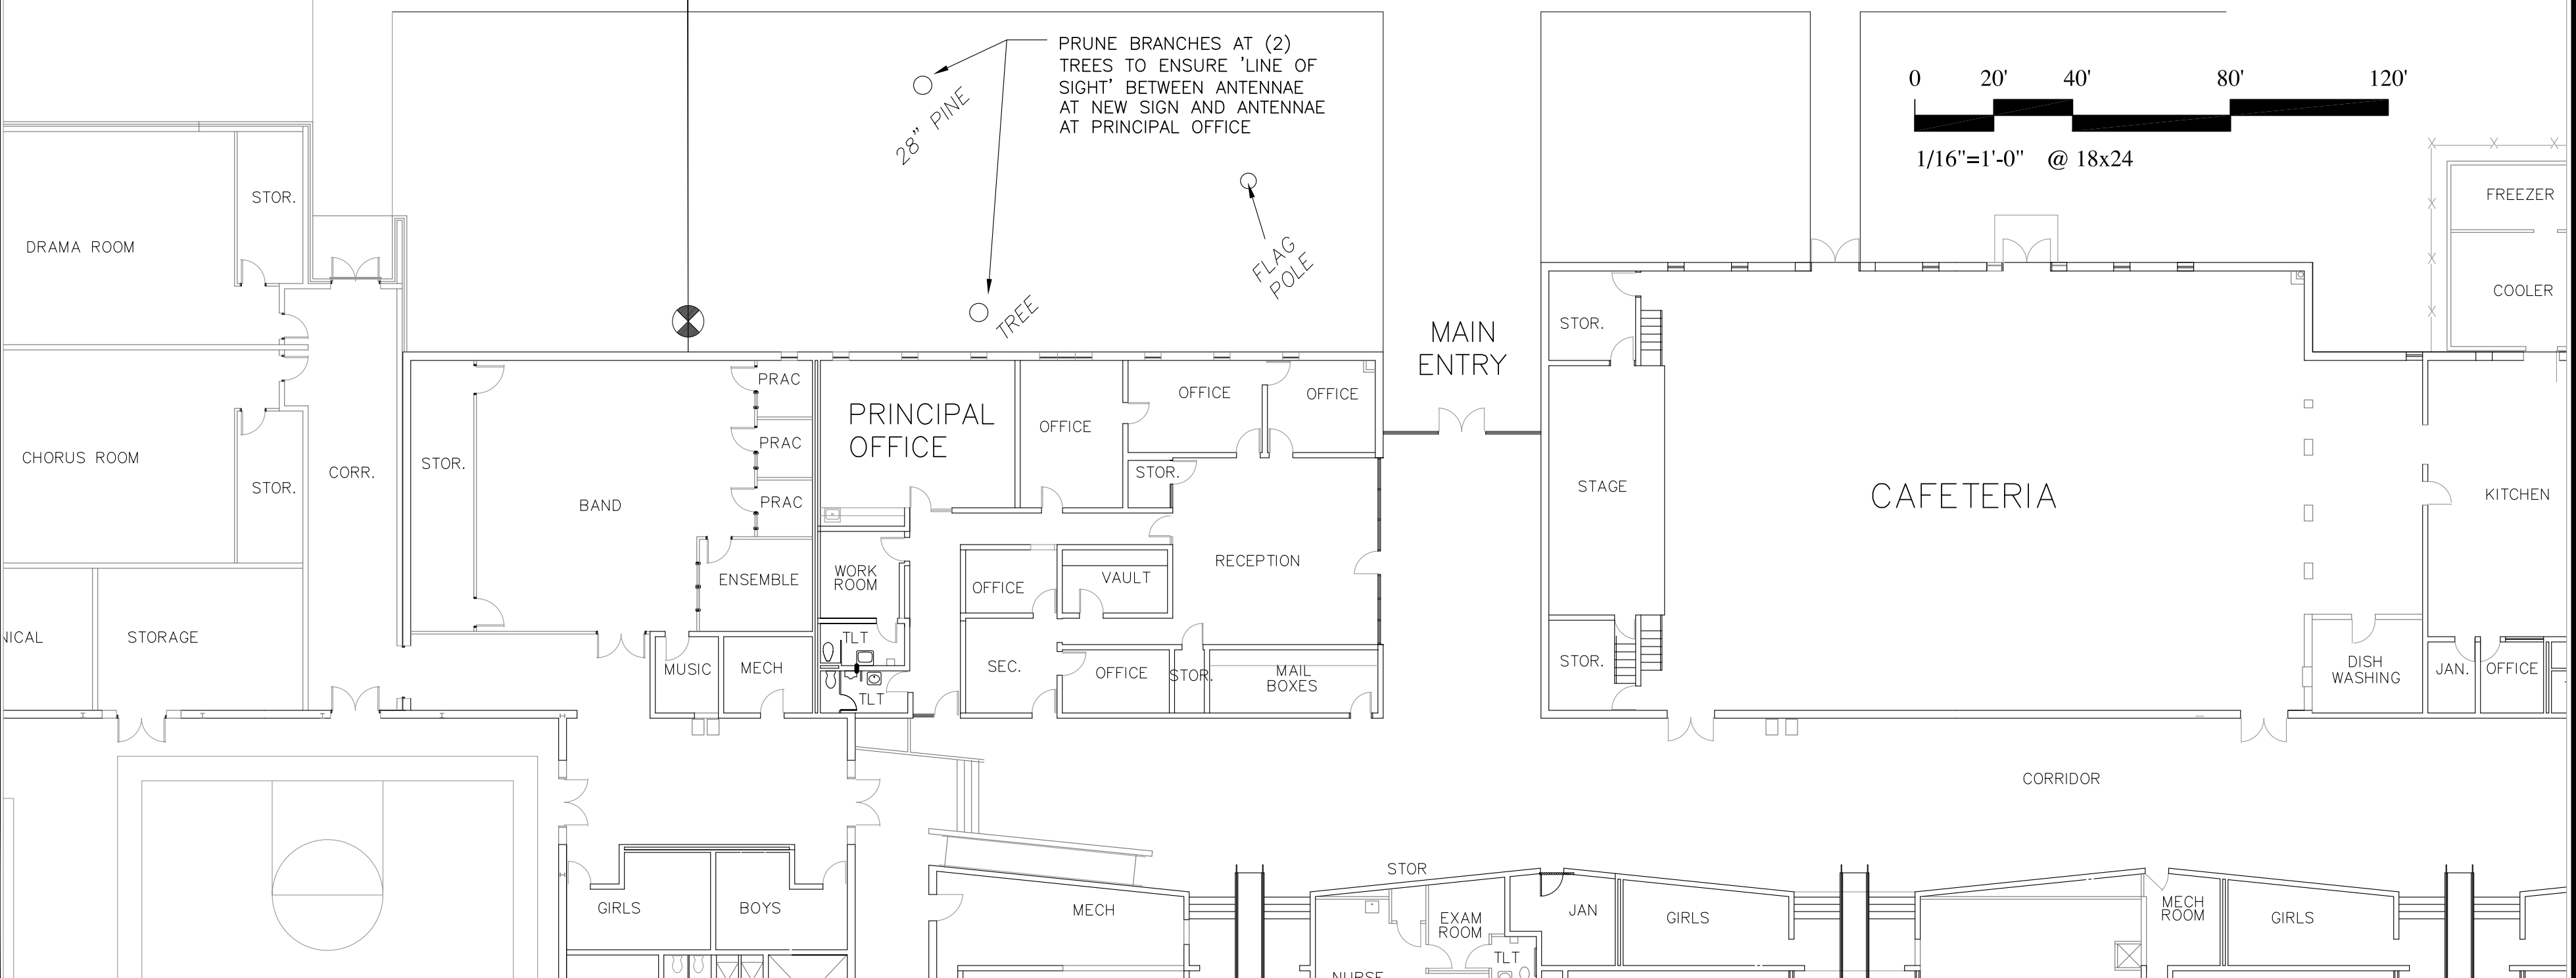 PRUNE BRANCHES AT (2)
TREES TO ENSURE 'LINE OF
SIGHT' BETWEEN ANTENNAE
AT NEW SIGN AND ANTENNAE
AT PRINCIPAL OFFICE
28" PINE
TREE
FLAG
POLE
0 20' 40' 80' 120'
1/16"=1'-0" @ 18x24
STOR.
DRAMA ROOM
FREEZER
COOLER
MAIN
ENTRY
STOR.
PRAC
OFFICE
OFFICE
PRINCIPAL
OFFICE
OFFICE
PRAC
CHORUS ROOM
STOR.
CORR.
STOR.
BAND
PRAC
STOR.
STAGE
CAFETERIA
KITCHEN
RECEPTION
ENSEMBLE
WORK
ROOM
OFFICE
VAULT
NICAL
STORAGE
TLT
MUSIC
MECH
SEC.
OFFICE
STOR.
MAIL
BOXES
TLT
STOR.
DISH
WASHING
JAN.
OFFICE
CORRIDOR
STOR
GIRLS
BOYS
MECH
EXAM
ROOM
JAN
GIRLS
MECH
ROOM
GIRLS
TLT
NURSE